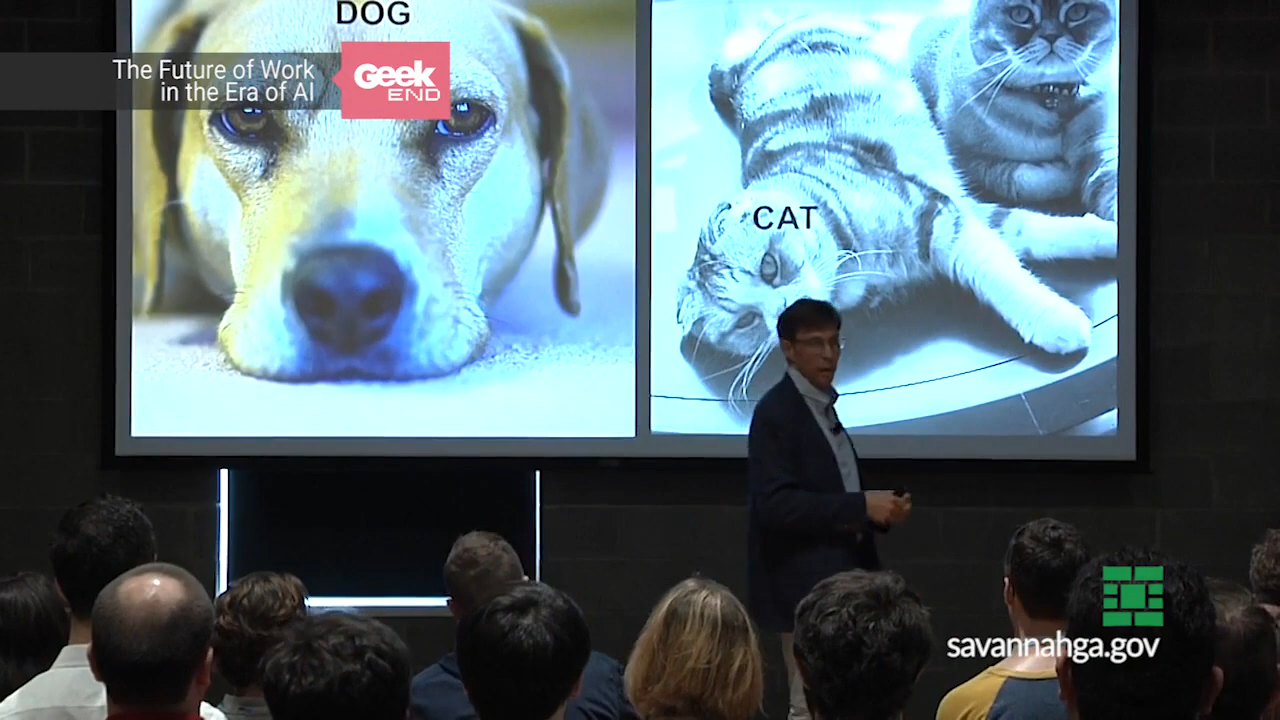 DOG
The Future of Work
in the Era of AI
Geek
END
CAT
savannahga.gov